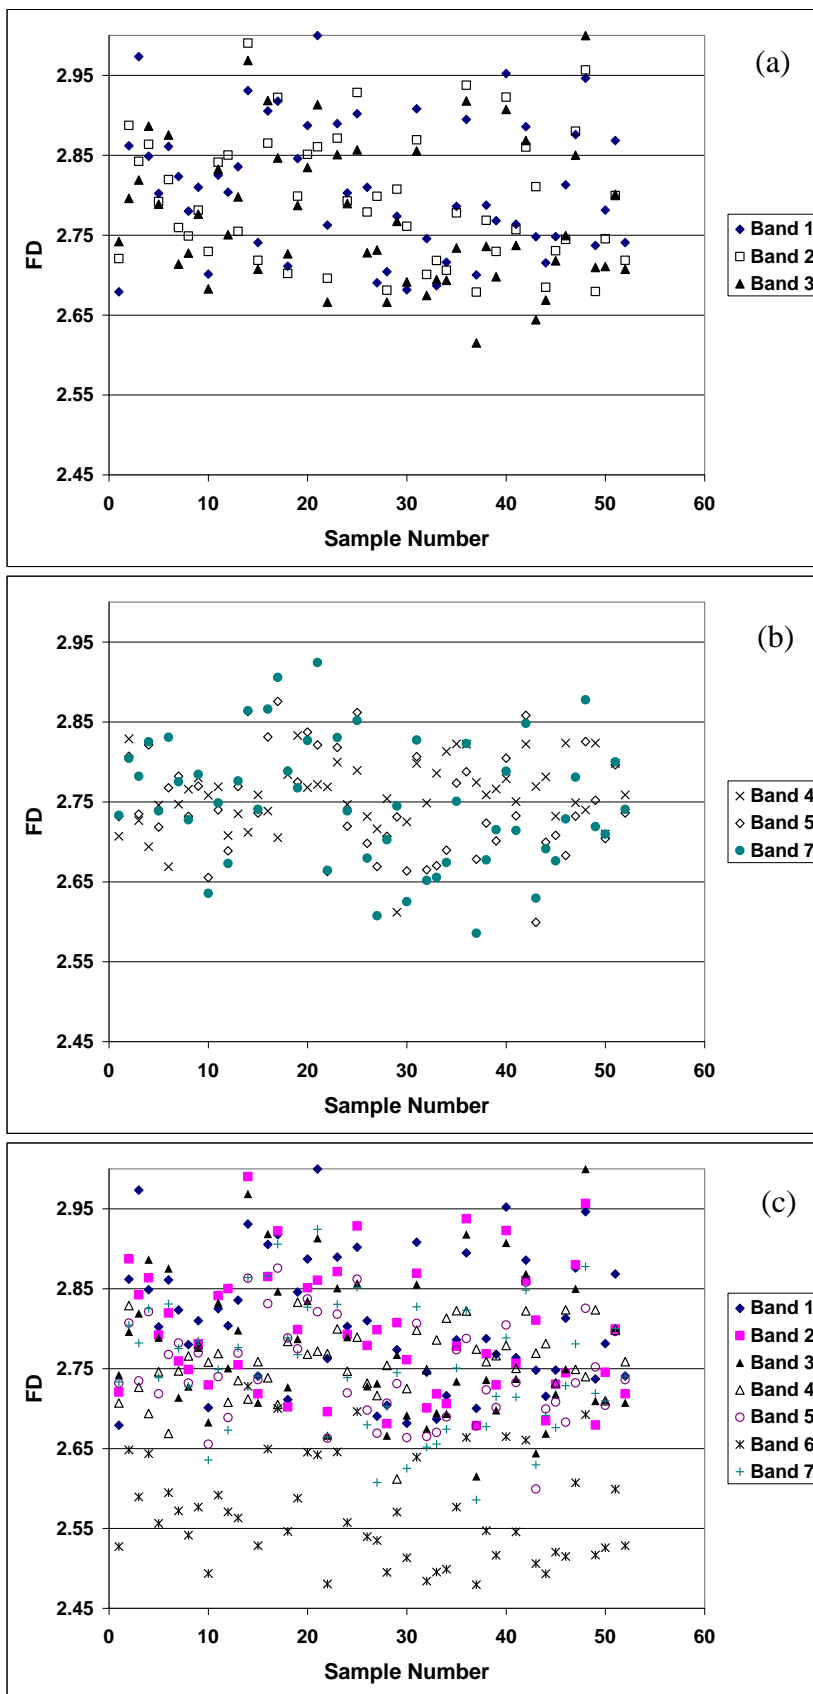 (a)
2.95
2.85
2.75
2.65
2.55
2.45
FD
0 10 20 30 40 50 60
Sample Number
Band 1
Band 2
Band 3
(b)
2.95
2.85
2.75
2.65
2.55
2.45
FD
0 10 20 30 40 50 60
Sample Number
Band 4
Band 5
Band 7
(c)
2.95
2.85
2.75
2.65
2.55
2.45
FD
0 10 20 30 40 50 60
Sample Number
Band 1
Band 2
Band 3
Band 4
Band 5
Band 6
Band 7